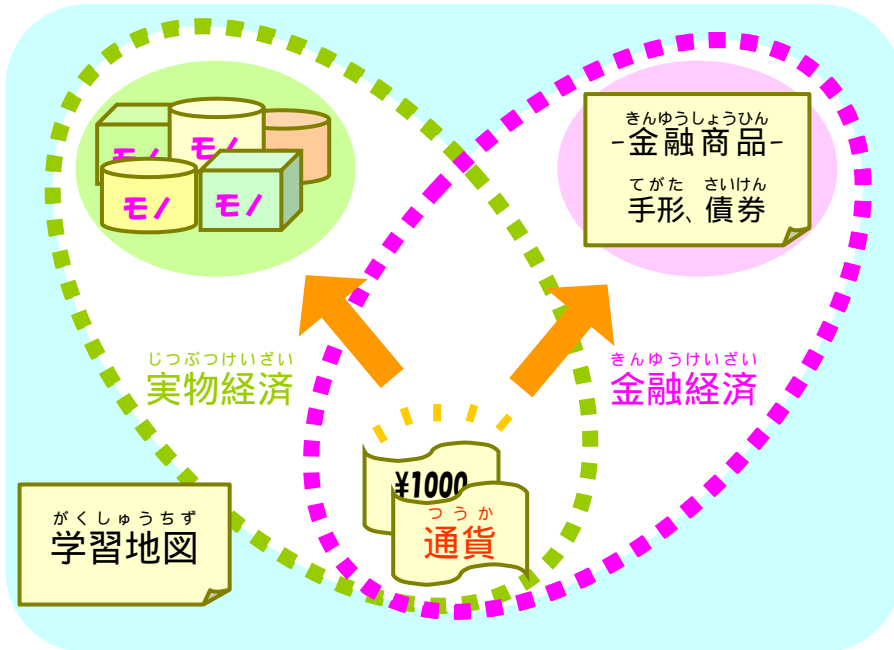 モノ
モノ
モノ
モノ
きんゆうしょうひん
-金融商品-
てがた さいけん
手形、債券
じつぶつけいざい
実物経済
きんゆうけいざい
金融経済
¥1000
つうか
通貨
がくしゅうちず
学習地図